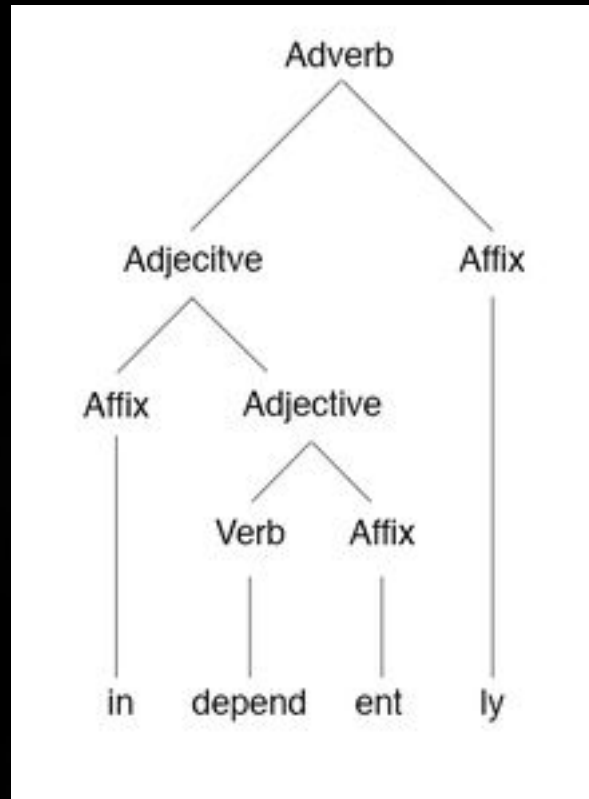 Adverb
Adjecitve Affix
Affix Adjective
Verb Affix
in depend ent ly